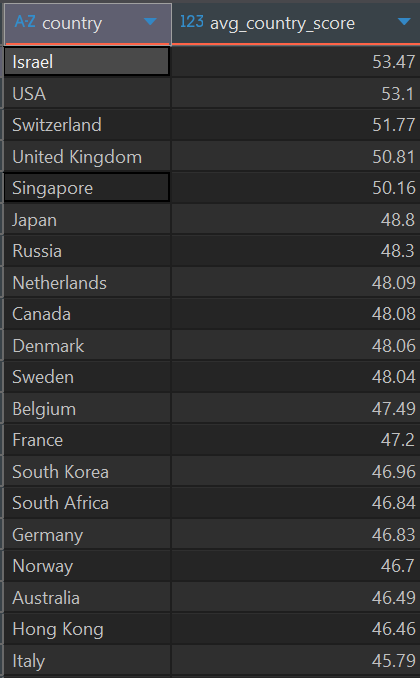 A-Z country 123 avg_country_score
Israel 53.47
USA 53.1
Switzerland 51.77
United Kingdom 50.81
Singapore 50.16
Japan 48.8
Russia 48.3
Netherlands 48.09
Canada 48.08
Denmark 48.06
Sweden 48.04
Belgium 47.49
France 47.2
South Korea 46.96
South Africa 46.84
Germany 46.83
Norway 46.7
Australia 46.49
Hong Kong 46.46
Italy 45.79